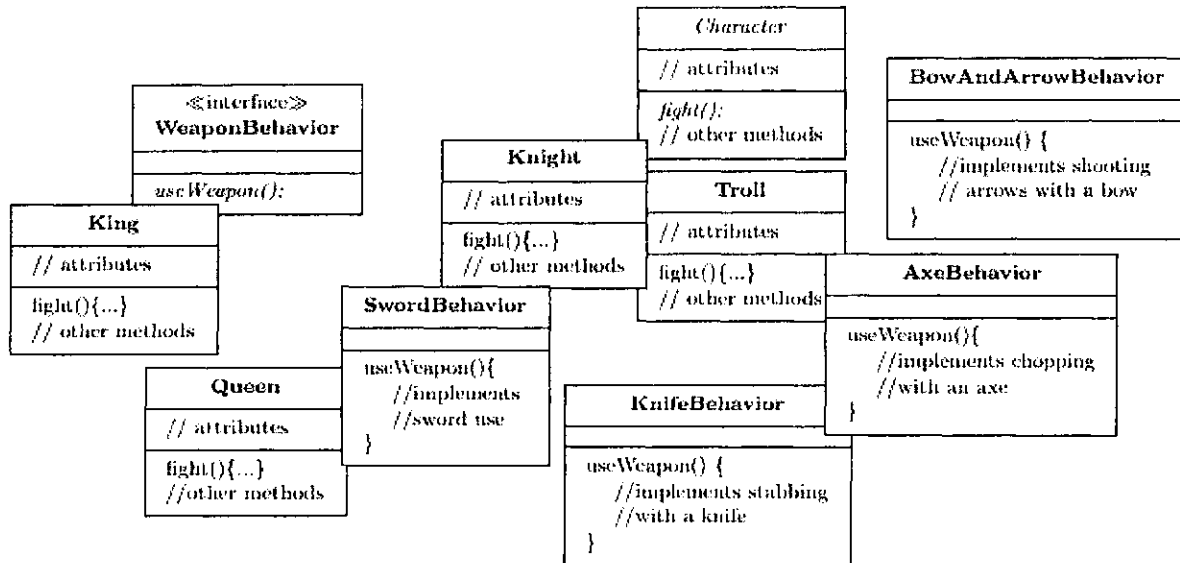 Character
// attributes
fight():
// other methods
BowAndArrowBehavior
useWeapon() {
//implements shooting
// arrows with a bow
}
≪interface≫
WeaponBehavior
useWeapon():
Knight
// attributes
fight(){...}
// other methods
Troll
// attributes
fight(){...}
// other methods
King
// attributes
fight(){...}
// other methods
AxeBehavior
useWeapon(){
//implements chopping
//with an axe
}
SwordBehavior
useWeapon(){
//implements
//sword use
}
Queen
// attributes
fight(){...}
//other methods
KnifeBehavior
useWeapon() {
//implements stabbing
//with a knife
}